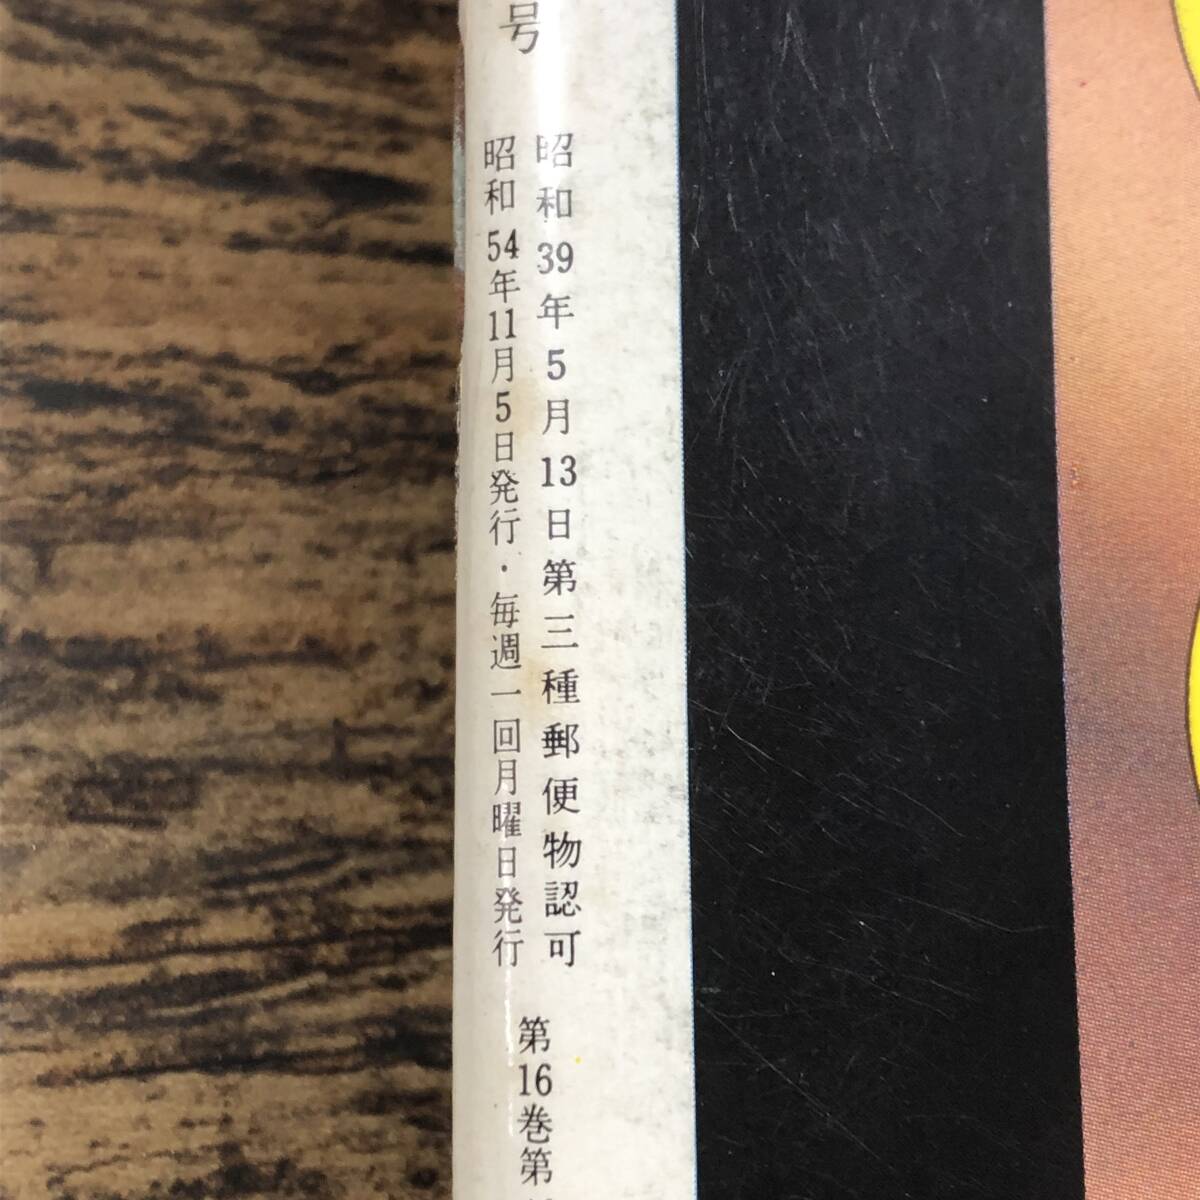 号
昭和39年5月13日第三種郵便物認可
昭和54年11月5日発行・毎週一回月曜日発行
第16巻第